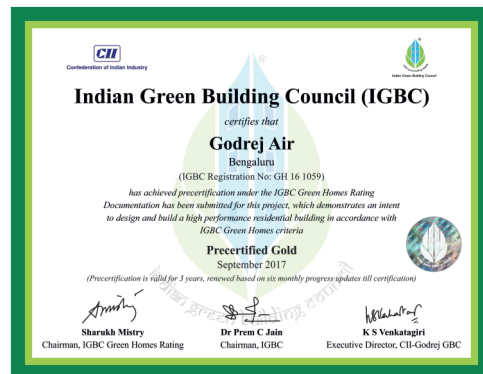 CII
Confederation of Indian Industry
Indian Green Building Council
Indian Green Building Council (IGBC)
certifies that
Godrej Air
Bengaluru
(IGBC Registration No: GH 16 1059)
has achieved precertification under the IGBC Green Homes Rating
Documentation has been submitted for this project, which demonstrates an intent
to design and build a high performance residential building in accordance with
IGBC Green Homes criteria
Precertified Gold
September 2017
(Precertification is valid for 3 years, renewed based on six monthly progress updates till certification)
indian green building council
Sharukh Mistry
Chairman, IGBC Green Homes Rating
Dr Prem C Jain
Chairman, IGBC
K S Venkatagiri
Executive Director, CII-Godrej GBC